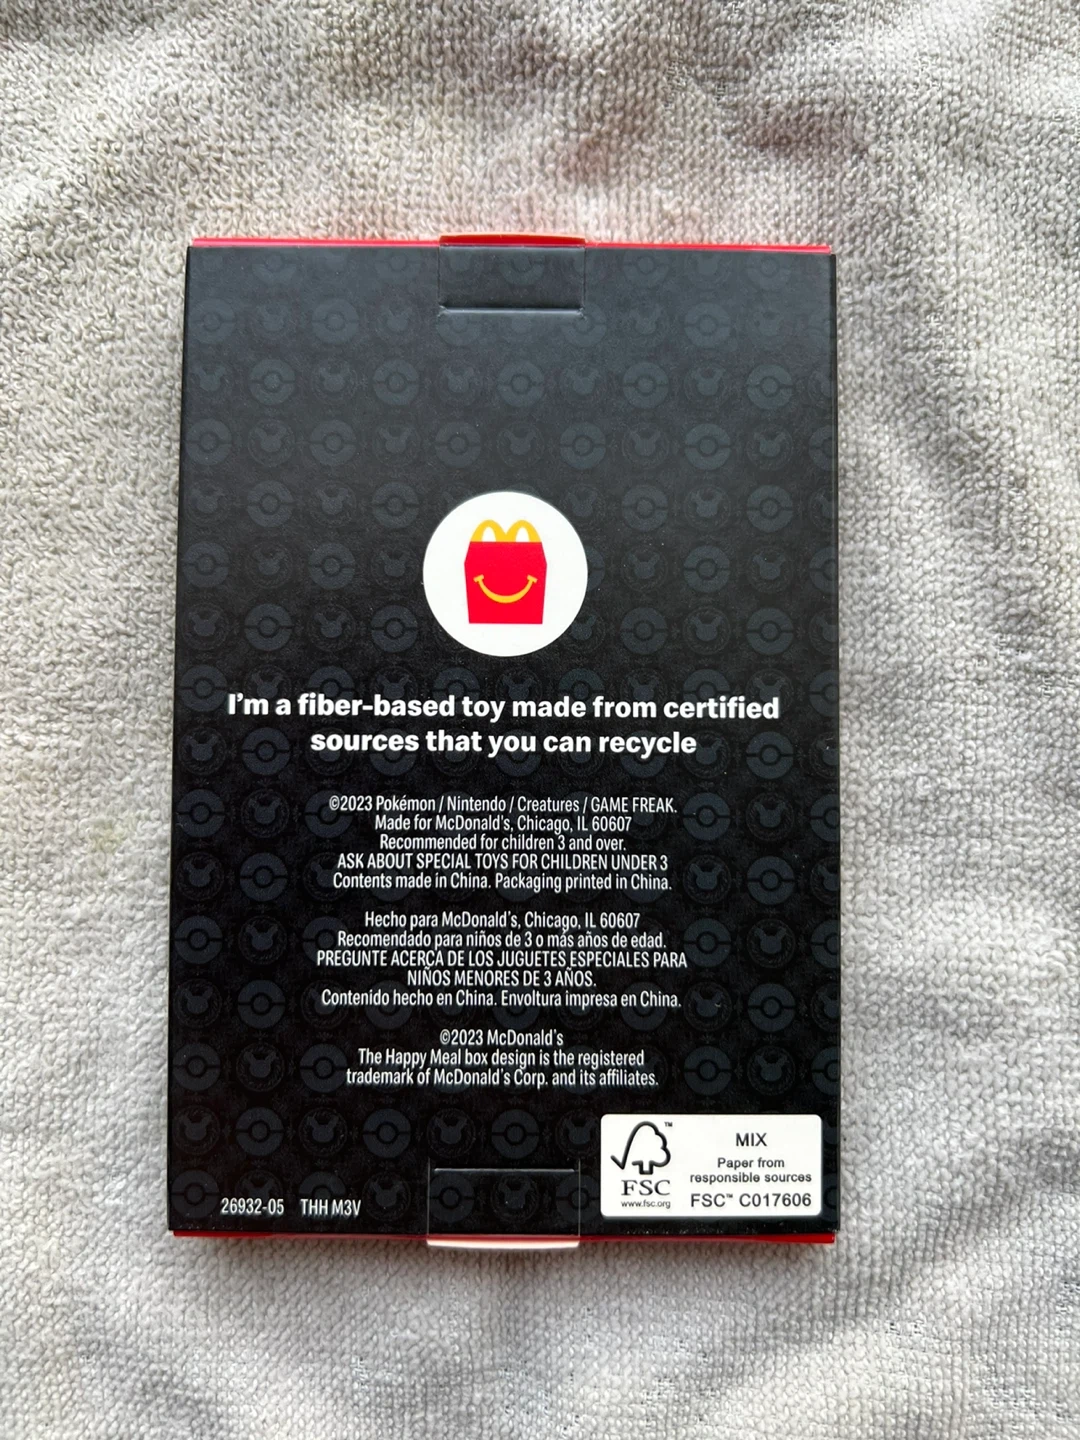 I'm a fiber-based toy made from certified
sources that you can recycle
©2023 Pokémon / Nintendo / Creatures / GAME FREAK.
Made for McDonald's, Chicago, IL 60607
Recommended for children 3 and over.
ASK ABOUT SPECIAL TOYS FOR CHILDREN UNDER 3
Contents made in China. Packaging printed in China.
Hecho para McDonald's, Chicago, IL 60607
Recomendado para niños de 3 o más años de edad.
PREGUNTE ACERCA DE LOS JUGUETES ESPECIALES PARA
NIÑOS MENORES DE 3 AÑOS.
Contenido hecho en China. Envoltura impresa en China.
©2023 McDonald's
The Happy Meal box design is the registered
trademark of McDonald's Corp. and its affiliates.
26932-05 THH M3V
™
FSC
www.fsc.org
MIX
Paper from
responsible sources
FSC™ C017606